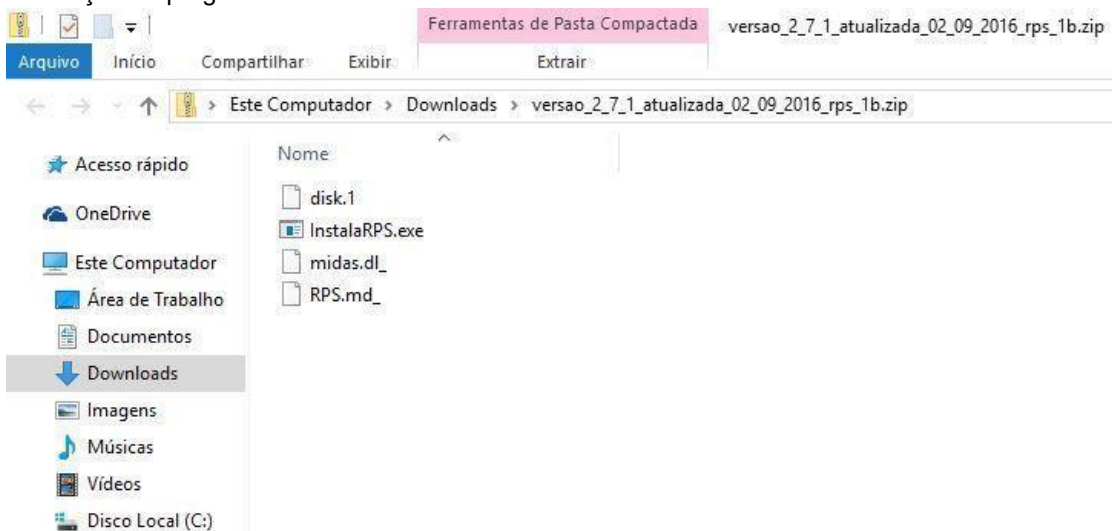 Ferramentas de Pasta Compactada versao_2_7_1_atualizada_02_09_2016_rps_1b.zip
Arquivo Início Compartilhar Exibir Extrair
Este Computador > Downloads > versao_2_7_1_atualizada_02_09_2016_rps_1b.zip
Nome
Acesso rápido
disk.1
OneDrive
InstalaRPS.exe
Este Computador
midas.dl_
Área de Trabalho
RPS.md_
Documentos
Downloads
Imagens
Músicas
Vídeos
Disco Local (C:)